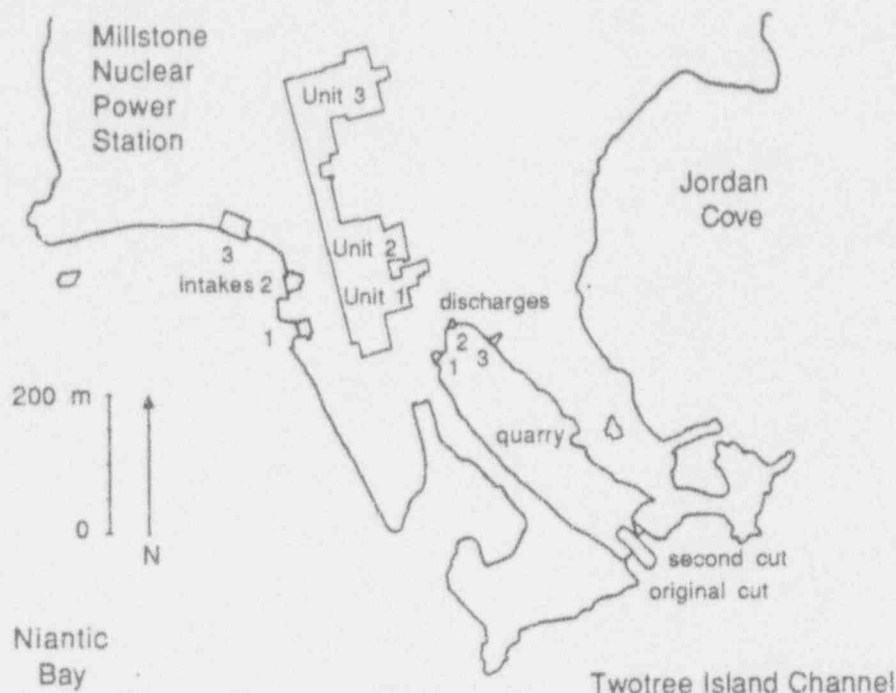 Millstone
Nuclear
Power
Station
Unit 3
Jordan
Cove
Unit 2
3
intakes 2
Unit 1
discharges
1
2
3
1
200 m
quarry
0
N
second cut
original cut
Niantic
Bay
Twotree Island Channel